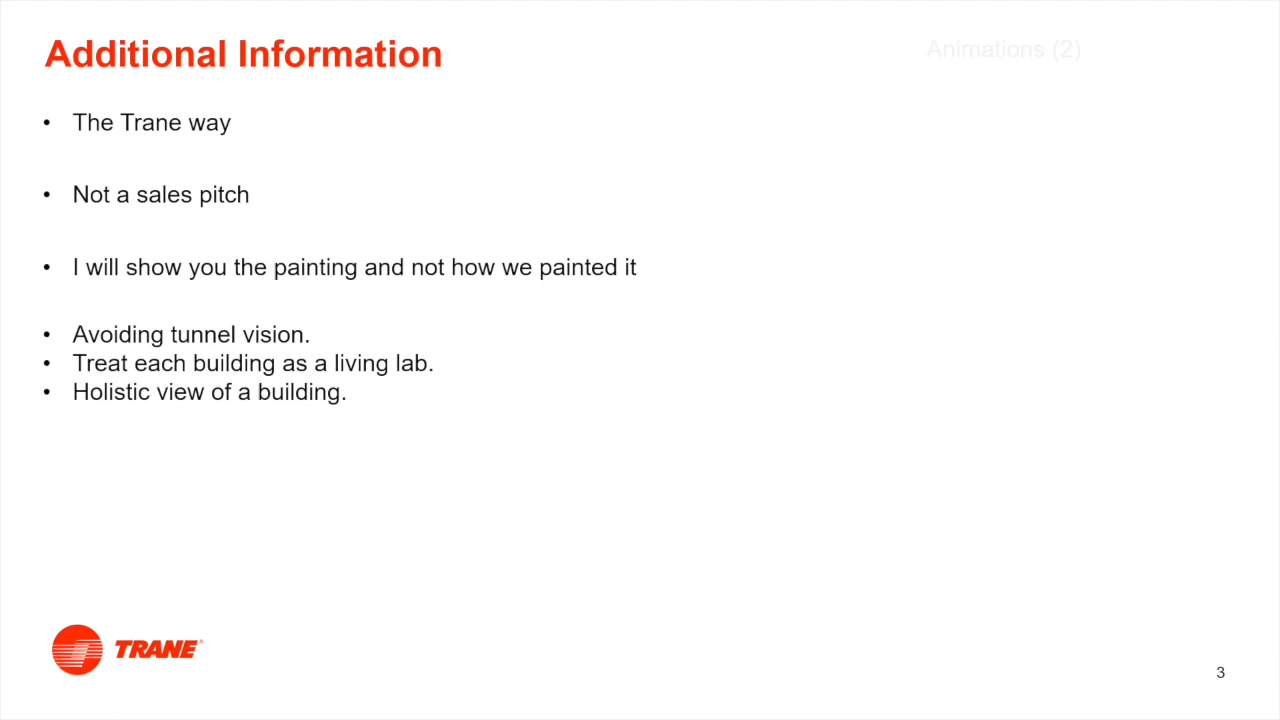 Additional Information
Animations (2)
• The Trane way
• Not a sales pitch
• I will show you the painting and not how we painted it
• Avoiding tunnel vision.
• Treat each building as a living lab.
• Holistic view of a building.
TRANE®
3